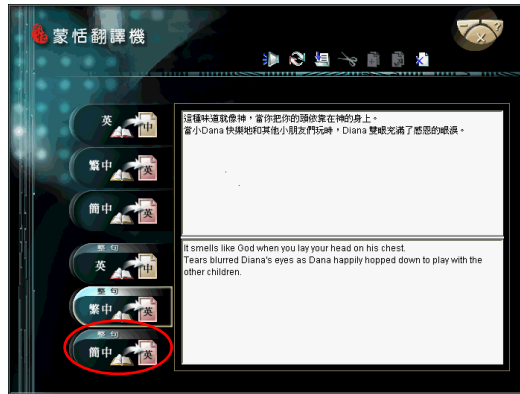 蒙恬翻譯機
英 中
繁中 英
簡中 英
整句
英 中
整句
繁中 英
整句
簡中 英
這種味道就像神,當你把你的頭依靠在神的身上。
當小Dana 快樂地和其他小朋友們玩時,Diana 雙眼充滿了感恩的眼淚。
It smells like God when you lay your head on his chest.
Tears blurred Diana's eyes as Dana happily hopped down to play with the
other children.